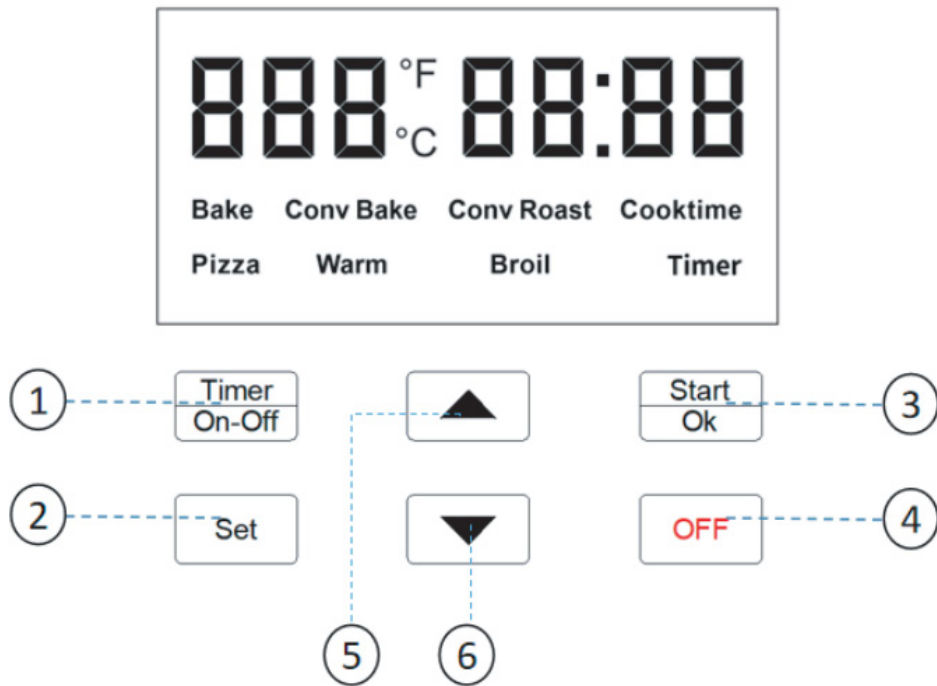 888 °F °C 88:88
Bake Conv Bake Conv Roast Cooktime
Pizza Warm Broil Timer
1 Timer On-Off Start Ok 3
2 Set OFF 4
5 6